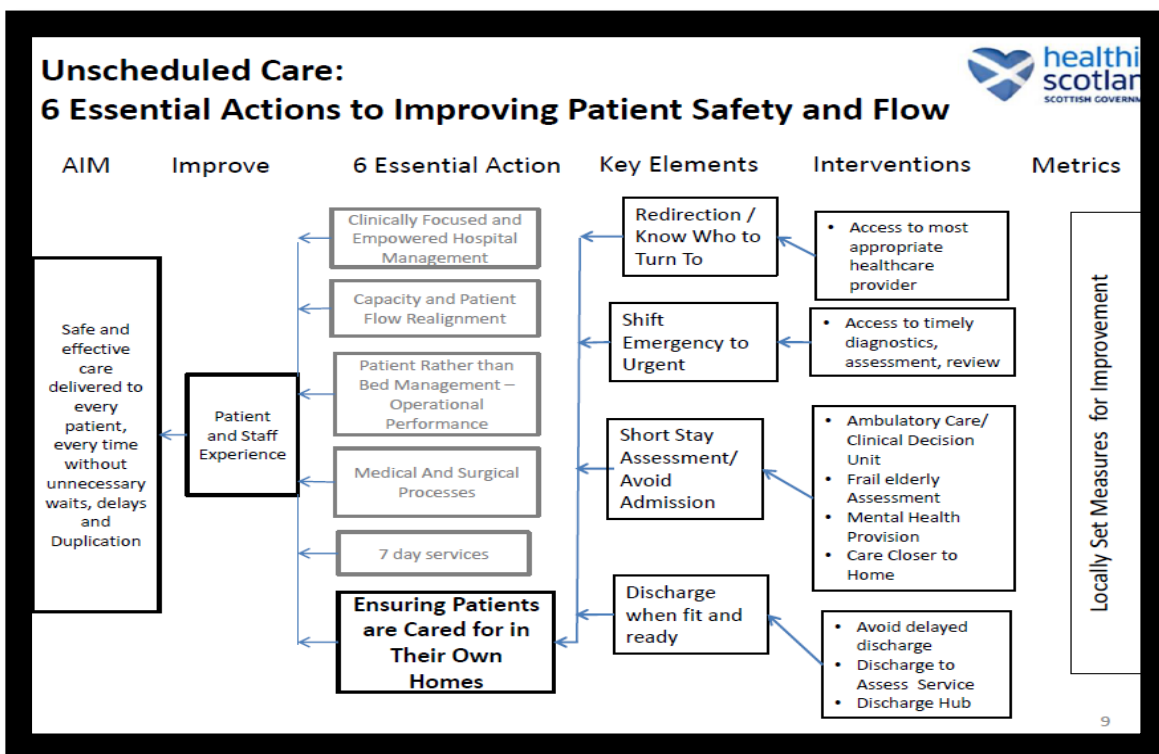 Unscheduled Care:
6 Essential Actions to Improving Patient Safety and Flow
healthi
scotlan
SCOTTISH GOVERNM
AIM
Improve
6 Essential Action
Key Elements
Interventions
Metrics
Safe and
effective
care
delivered to
every
patient,
every time
without
unnecessary
waits, delays
and
Duplication
Patient
and Staff
Experience
Clinically Focused and
Empowered Hospital
Management
Capacity and Patient
Flow Realignment
Patient Rather than
Bed Management –
Operational
Performance
Medical And Surgical
Processes
7 day services
Ensuring Patients
are Cared for in
Their Own
Homes
Redirection /
Know Who to
Turn To
Shift
Emergency to
Urgent
Short Stay
Assessment/
Avoid
Admission
Discharge
when fit and
ready
• Access to most
appropriate
healthcare
provider
• Access to timely
diagnostics,
assessment, review
• Ambulatory Care/
Clinical Decision
Unit
• Frail elderly
Assessment
• Mental Health
Provision
• Care Closer to
Home
• Avoid delayed
discharge
• Discharge to
Assess Service
• Discharge Hub
Locally Set Measures for Improvement
9